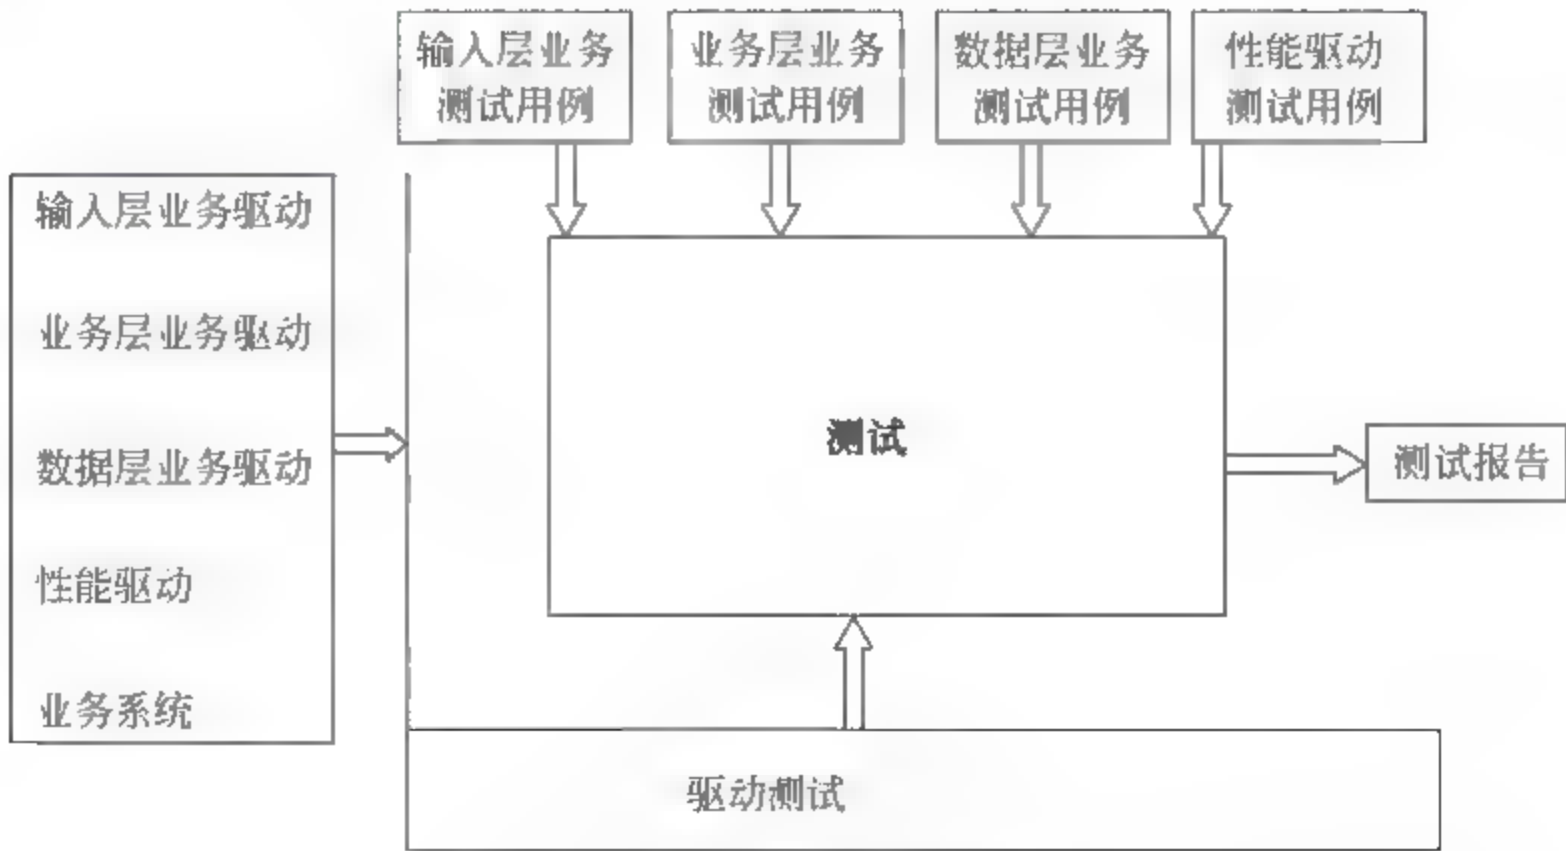 输入层业务
测试用例
业务层业务
测试用例
数据层业务
测试用例
性能驱动
测试用例
输入层业务驱动
业务层业务驱动
数据层业务驱动
性能驱动
业务系统
测试
测试报告
驱动测试